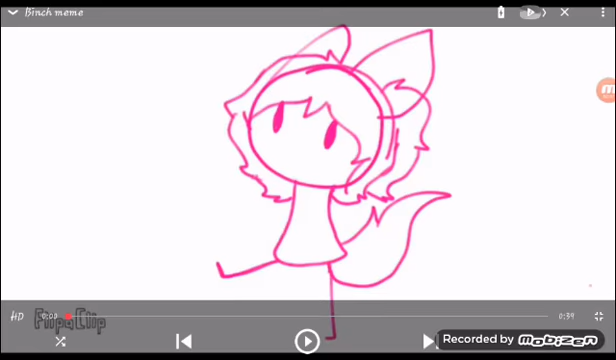 Binch meme
HD
0:00
0:39
FlipaClip
Recorded by
mobizen